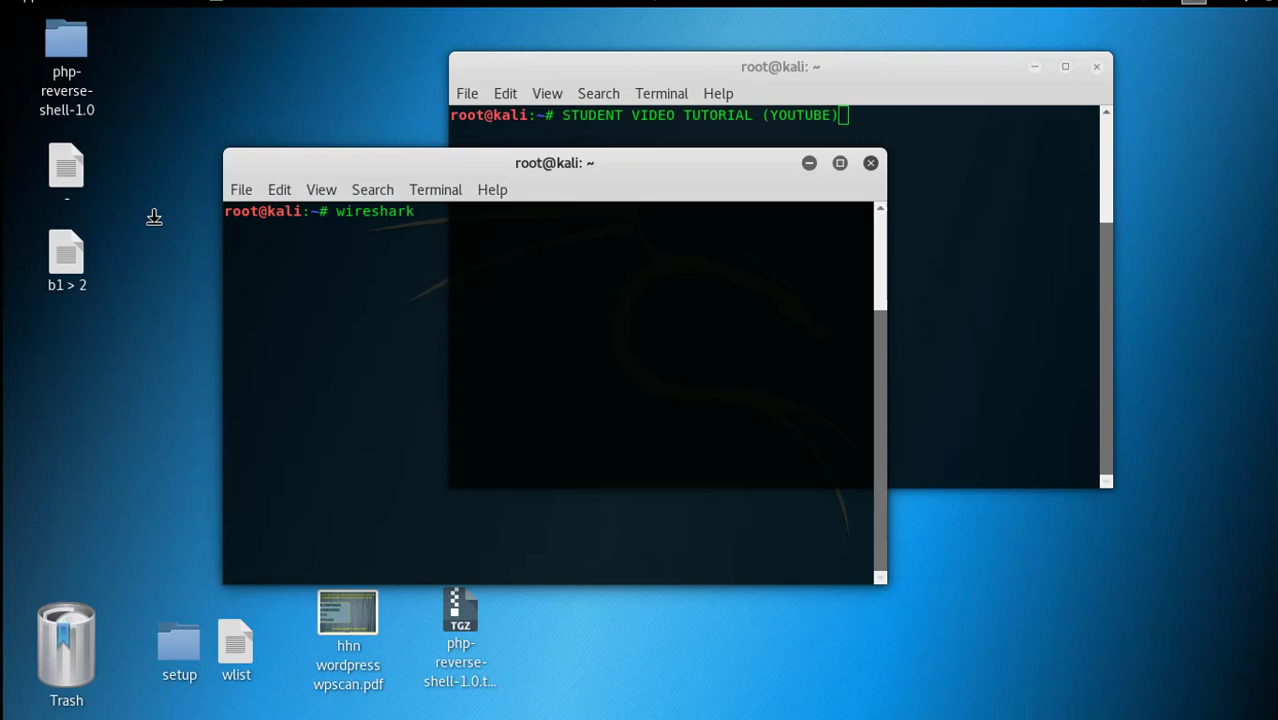 php-
reverse-
shell-1.0
-
b1 > 2
root@kali: ~
File Edit View Search Terminal Help
root@kali:~# STUDENT VIDEO TUTORIAL (YOUTUBE)
root@kali: ~
File Edit View Search Terminal Help
root@kali:~# wireshark
Trash
setup
wlist
hhn
wordpress
wpscan.pdf
TGZ
php-
reverse-
shell-1.0.t...